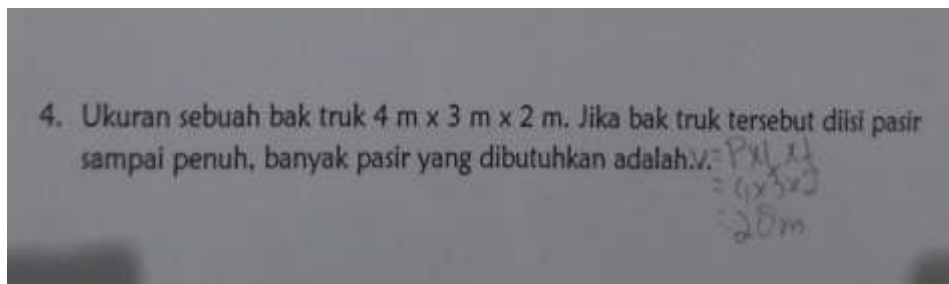 4. Ukuran sebuah bak truk 4 m x 3 m x 2 m. Jika bak truk tersebut diisi pasir
sampai penuh, banyak pasir yang dibutuhkan adalah.V.= P x L x t
= 4x3x2
= 28m